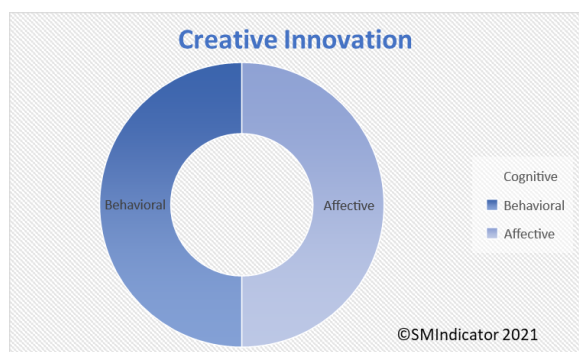 Creative Innovation
Behavioral
Affective
Cognitive
Behavioral
Affective
©SMIndicator 2021